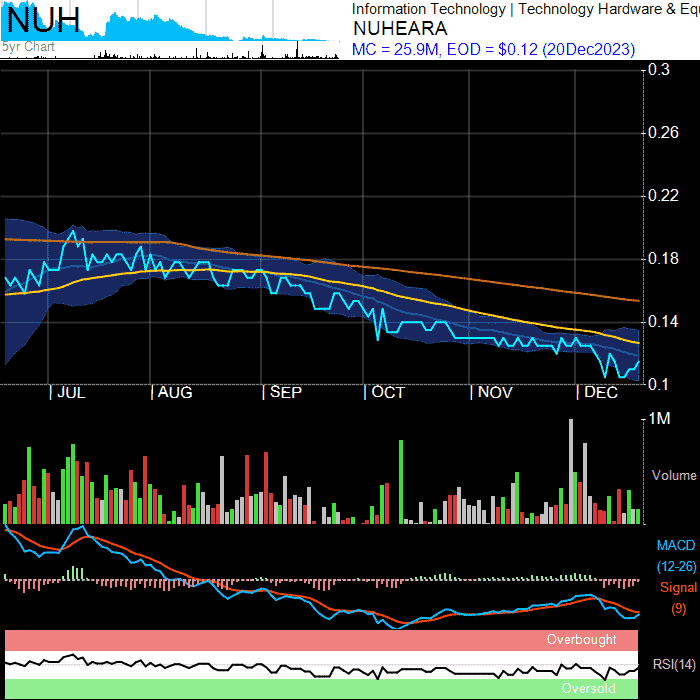 NUH
5yr Chart
Information Technology | Technology Hardware & Equ
NUHEARA
MC = 25.9M, EOD = $0.12 (20Dec2023)
0.3
0.26
0.22
0.18
0.14
0.1
| JUL | AUG | SEP | OCT | NOV | DEC
1M
Volume
MACD
(12-26)
Signal
(9)
Overbought
RSI(14)
Oversold